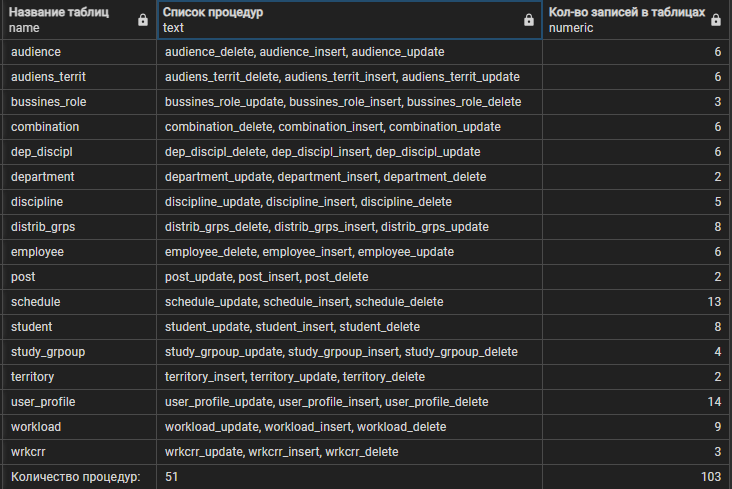 Название таблиц Список процедур Кол-во записей в таблицах
name text numeric
audience audience_delete, audience_insert, audience_update 6
audiens_territ audiens_territ_delete, audiens_territ_insert, audiens_territ_update 6
bussines_role bussines_role_update, bussines_role_insert, bussines_role_delete 3
combination combination_delete, combination_insert, combination_update 6
dep_discipl dep_discipl_delete, dep_discipl_insert, dep_discipl_update 6
department department_update, department_insert, department_delete 2
discipline discipline_update, discipline_insert, discipline_delete 5
distrib_grps distrib_grps_delete, distrib_grps_insert, distrib_grps_update 8
employee employee_delete, employee_insert, employee_update 6
post post_update, post_insert, post_delete 2
schedule schedule_update, schedule_insert, schedule_delete 13
student student_update, student_insert, student_delete 8
study_grpoup study_grpoup_update, study_grpoup_insert, study_grpoup_delete 4
territory territory_insert, territory_update, territory_delete 2
user_profile user_profile_update, user_profile_insert, user_profile_delete 14
workload workload_update, workload_insert, workload_delete 9
wrkcrr wrkcrr_update, wrkcrr_insert, wrkcrr_delete 3
Количество процедур: 51 103